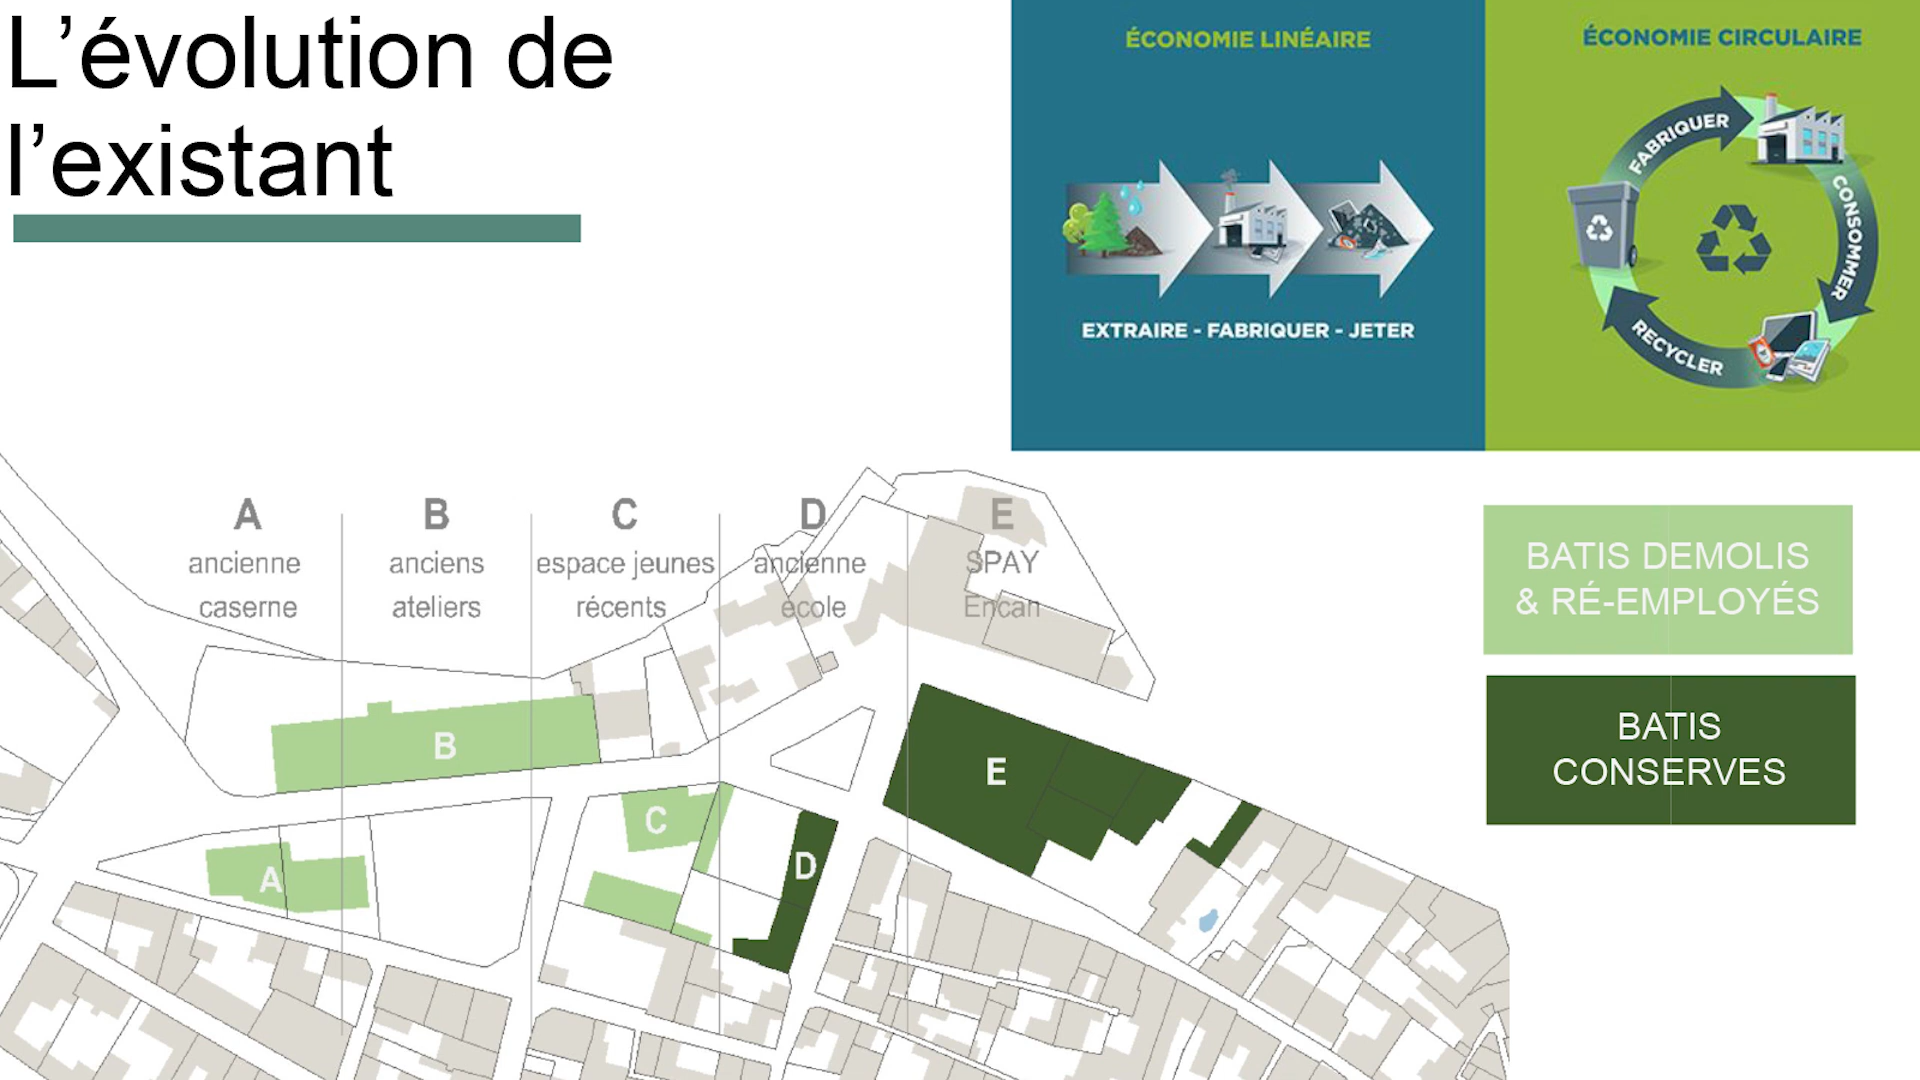 L’évolution de
l’existant
ÉCONOMIE LINÉAIRE
EXTRAIRE - FABRIQUER - JETER
ÉCONOMIE CIRCULAIRE
FABRIQUER
CONSOMMER
RECYCLER
A
ancienne
caserne
B
anciens
ateliers
C
espace jeunes
récents
D
ancienne
école
E
SPAY
Encan
BATIS DEMOLIS
& RÉ-EMPLOYÉS
BATIS
CONSERVES
B
E
C
D
A